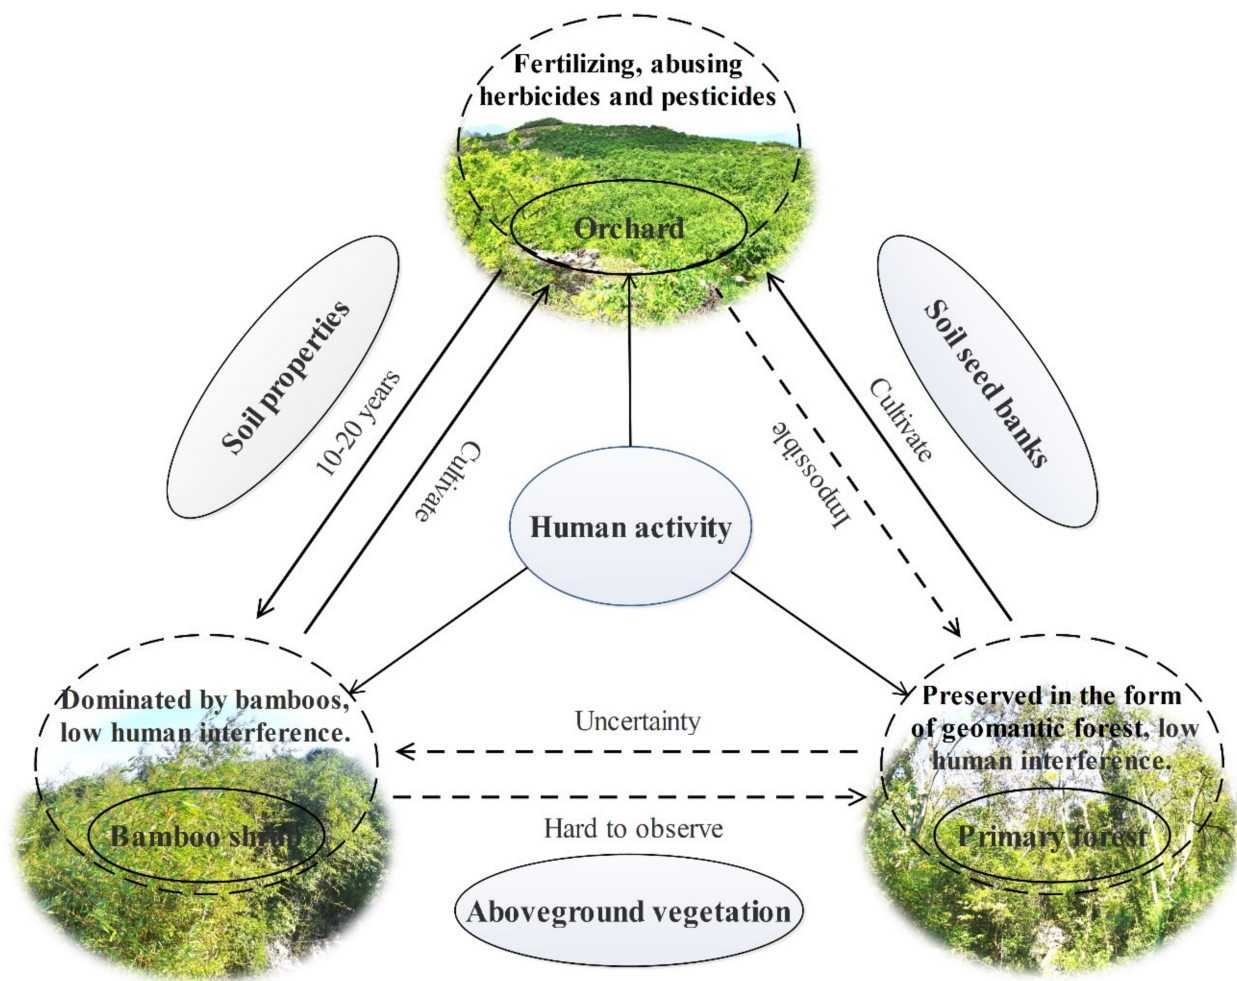 Fertilizing, abusing
herbicides and pesticides
Orchard
Soil properties
10-20 years
Cultivate
Impossible
Cultivate
Soil seed banks
Human activity
Dominated by bamboos,
low human interference.
Bamboo shrub
Uncertainty
Hard to observe
Preserved in the form
of geomantic forest, low
human interference.
Primary forest
Aboveground vegetation